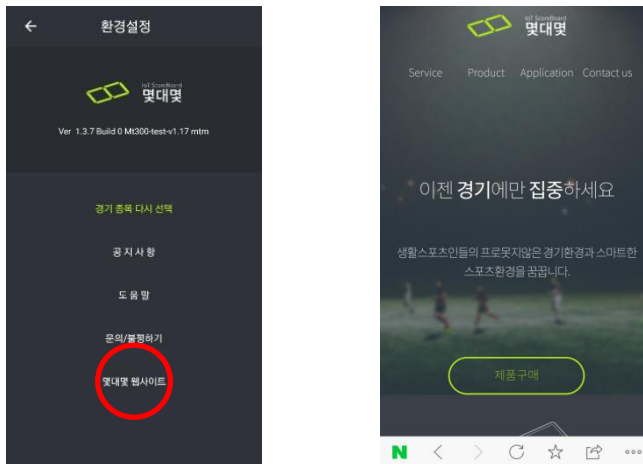 환경설정
IoT ScoreBoard
몇대몇
Ver 1.3.7 Build 0 Mt300-test-v1.17 mtm
경기 종목 다시 선택
공 지 사 항
도 움 말
문의/불평하기
몇대몇 웹사이트
IoT ScoreBoard
몇대몇
Service Product Application Contact us
이젠 경기에만 집중하세요
생활스포츠인들의 프로못지않은 경기환경과 스마트한
스포츠환경을 꿈꿉니다.
제품구매
N